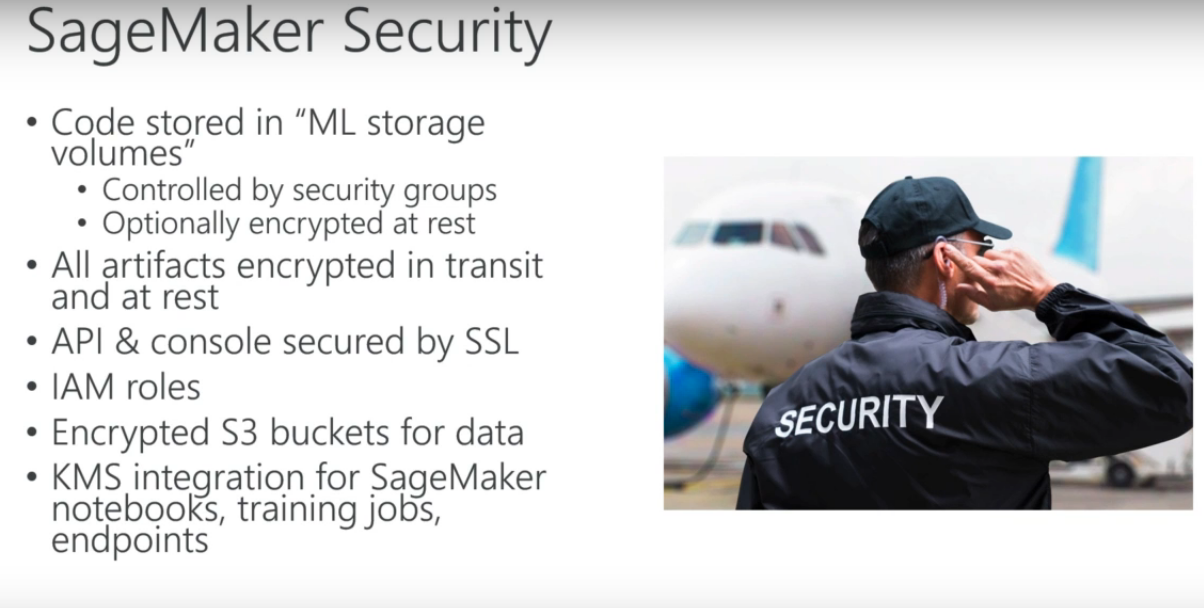 SageMaker Security
• Code stored in “ML storage
volumes”
• Controlled by security groups
• Optionally encrypted at rest
• All artifacts encrypted in transit
and at rest
• API & console secured by SSL
• IAM roles
• Encrypted S3 buckets for data
• KMS integration for SageMaker
notebooks, training jobs,
endpoints
SECURITY